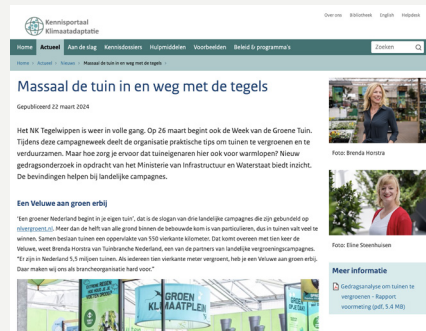 Over ons Bibliotheek English Helpdesk
Kennisportaal
Klimaatadaptatie
Home Actueel Aan de slag Kennisdossiers Hulpmiddelen Voorbeelden Beleid & programma's Zoeken
Home > Actueel > Nieuws > Massaal de tuin in en weg met de tegels >
Massaal de tuin in en weg met de tegels
Gepubliceerd 22 maart 2024
Het NK Tegelwippen is weer in volle gang. Op 26 maart begint ook de Week van de Groene Tuin.
Tijdens deze campagneweek deelt de organisatie praktische tips om tuinen te vergroenen en te
verduurzamen. Maar hoe zorg je ervoor dat tuineigenaren hier ook voor warmlopen? Nieuw
gedragsonderzoek in opdracht van het Ministerie van Infrastructuur en Waterstaat biedt inzicht.
De bevindingen helpen bij landelijke campagnes.
Foto: Brenda Horstra
Een Veluwe aan groen erbij
'Een groener Nederland begint in je eigen tuin', dat is de slogan van drie landelijke campagnes die zijn gebundeld op
nlvergroent.nl. Meer dan de helft van alle grond binnen de bebouwde kom is van particulieren, dus in tuinen valt veel te
winnen. Samen beslaan tuinen een oppervlakte van 550 vierkante kilometer. Dat komt overeen met tien keer de
Veluwe, weet Brenda Horstra van Tuinbranche Nederland, een van de partners van landelijke vergroeningscampagnes.
"Er zijn in Nederland 5,5 miljoen tuinen. Als iedereen tien vierkante meter vergroent, heb je een Veluwe aan groen erbij.
Daar maken wij ons als brancheorganisatie hard voor."
Foto: Eline Steenhuisen
Meer informatie
Gedragsanalyse om tuinen te
vergroenen - Rapport
voormeting (pdf, 5.4 MB)
GROEN
KLIMAATPLEIN